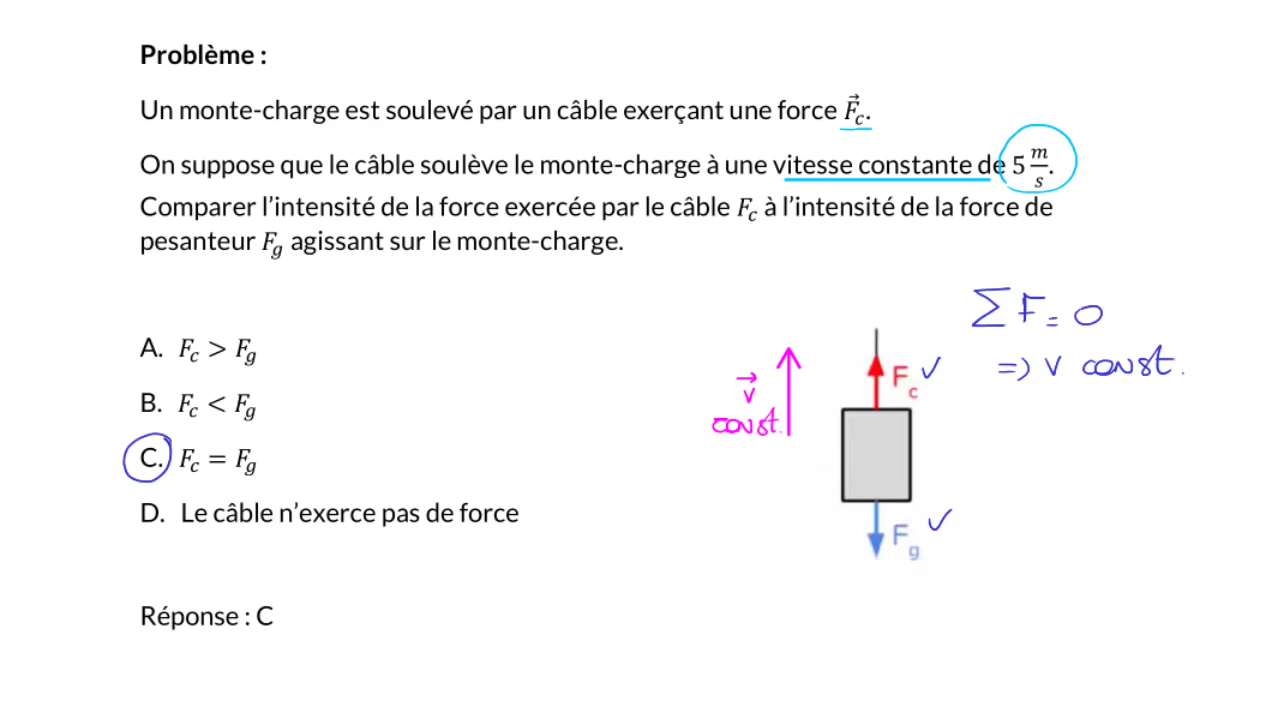 Problème :
Un monte-charge est soulevé par un câble exerçant une force F⃗c.
On suppose que le câble soulève le monte-charge à une vitesse constante de 5 m/s.
Comparer l'intensité de la force exercée par le câble Fc à l'intensité de la force de
pesanteur Fg agissant sur le monte-charge.
A. Fc > Fg
B. Fc < Fg
C. Fc = Fg
D. Le câble n'exerce pas de force
Réponse : C
v⃗
const.
Fc ✓
Fg ✓
∑ F = 0
=> v const.